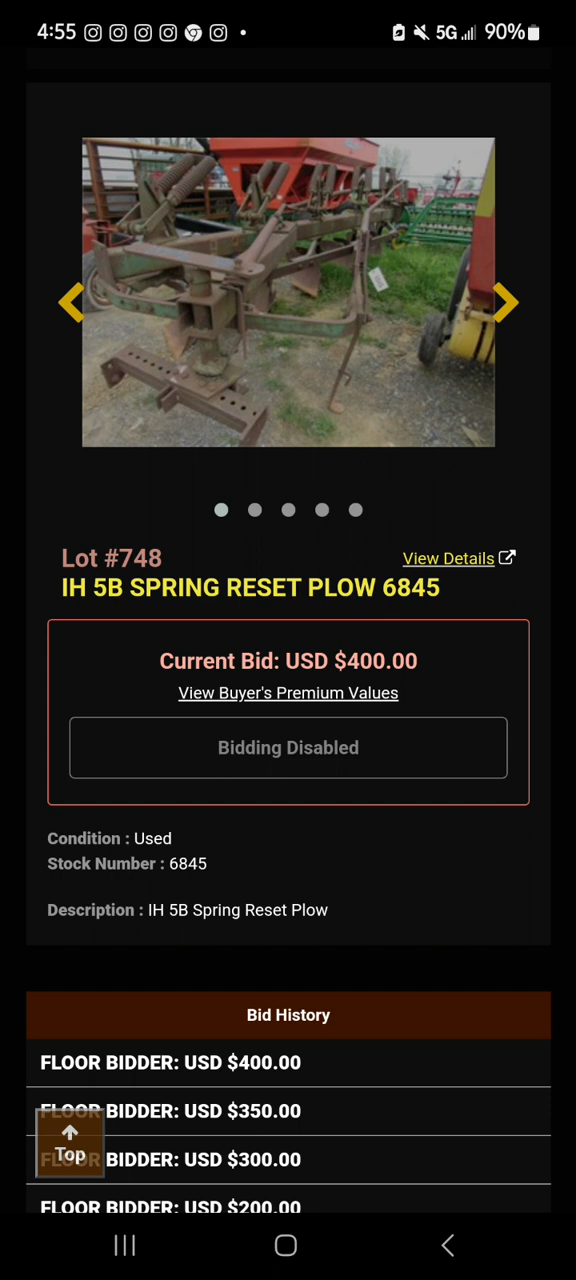 4:55
5G
90%
Lot #748
View Details
IH 5B SPRING RESET PLOW 6845
Current Bid: USD $400.00
View Buyer's Premium Values
Bidding Disabled
Condition : Used
Stock Number : 6845
Description : IH 5B Spring Reset Plow
Bid History
FLOOR BIDDER: USD $400.00
FLOOR BIDDER: USD $350.00
Top
FLOOR BIDDER: USD $300.00
FLOOR BIDDER: USD $200.00